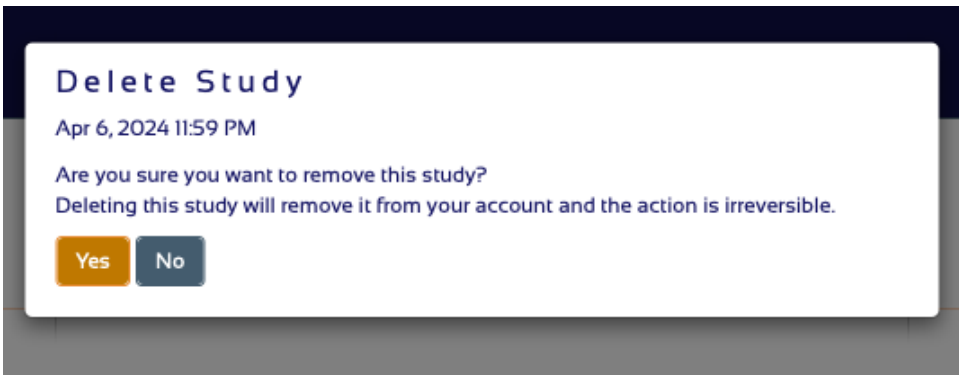 Delete Study
Apr 6, 2024 11:59 PM
Are you sure you want to remove this study?
Deleting this study will remove it from your account and the action is irreversible.
Yes No